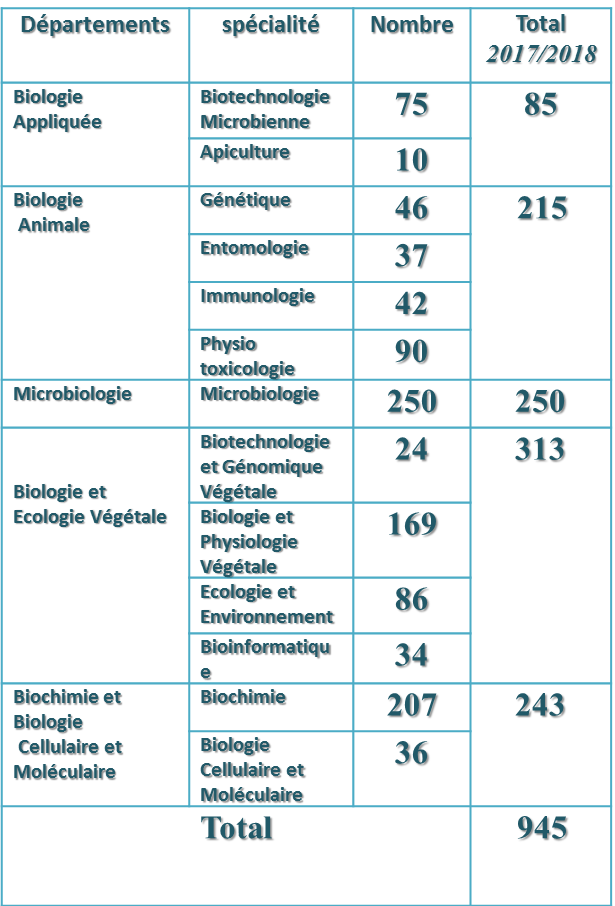 Départements spécialité Nombre Total
2017/2018
Biologie
Appliquée
Biotechnologie
Microbienne
75
85
Apiculture
10
Biologie
Animale
Génétique
46
215
Entomologie
37
Immunologie
42
Physio
toxicologie
90
Microbiologie
Microbiologie
250
250
Biologie et
Ecologie Végétale
Biotechnologie
et Génomique
Végétale
24
313
Biologie et
Physiologie
Végétale
169
Ecologie et
Environnement
86
Bioinformatiqu
e
34
Biochimie et
Biologie
Cellulaire et
Moléculaire
Biochimie
207
243
Biologie
Cellulaire et
Moléculaire
36
Total
945